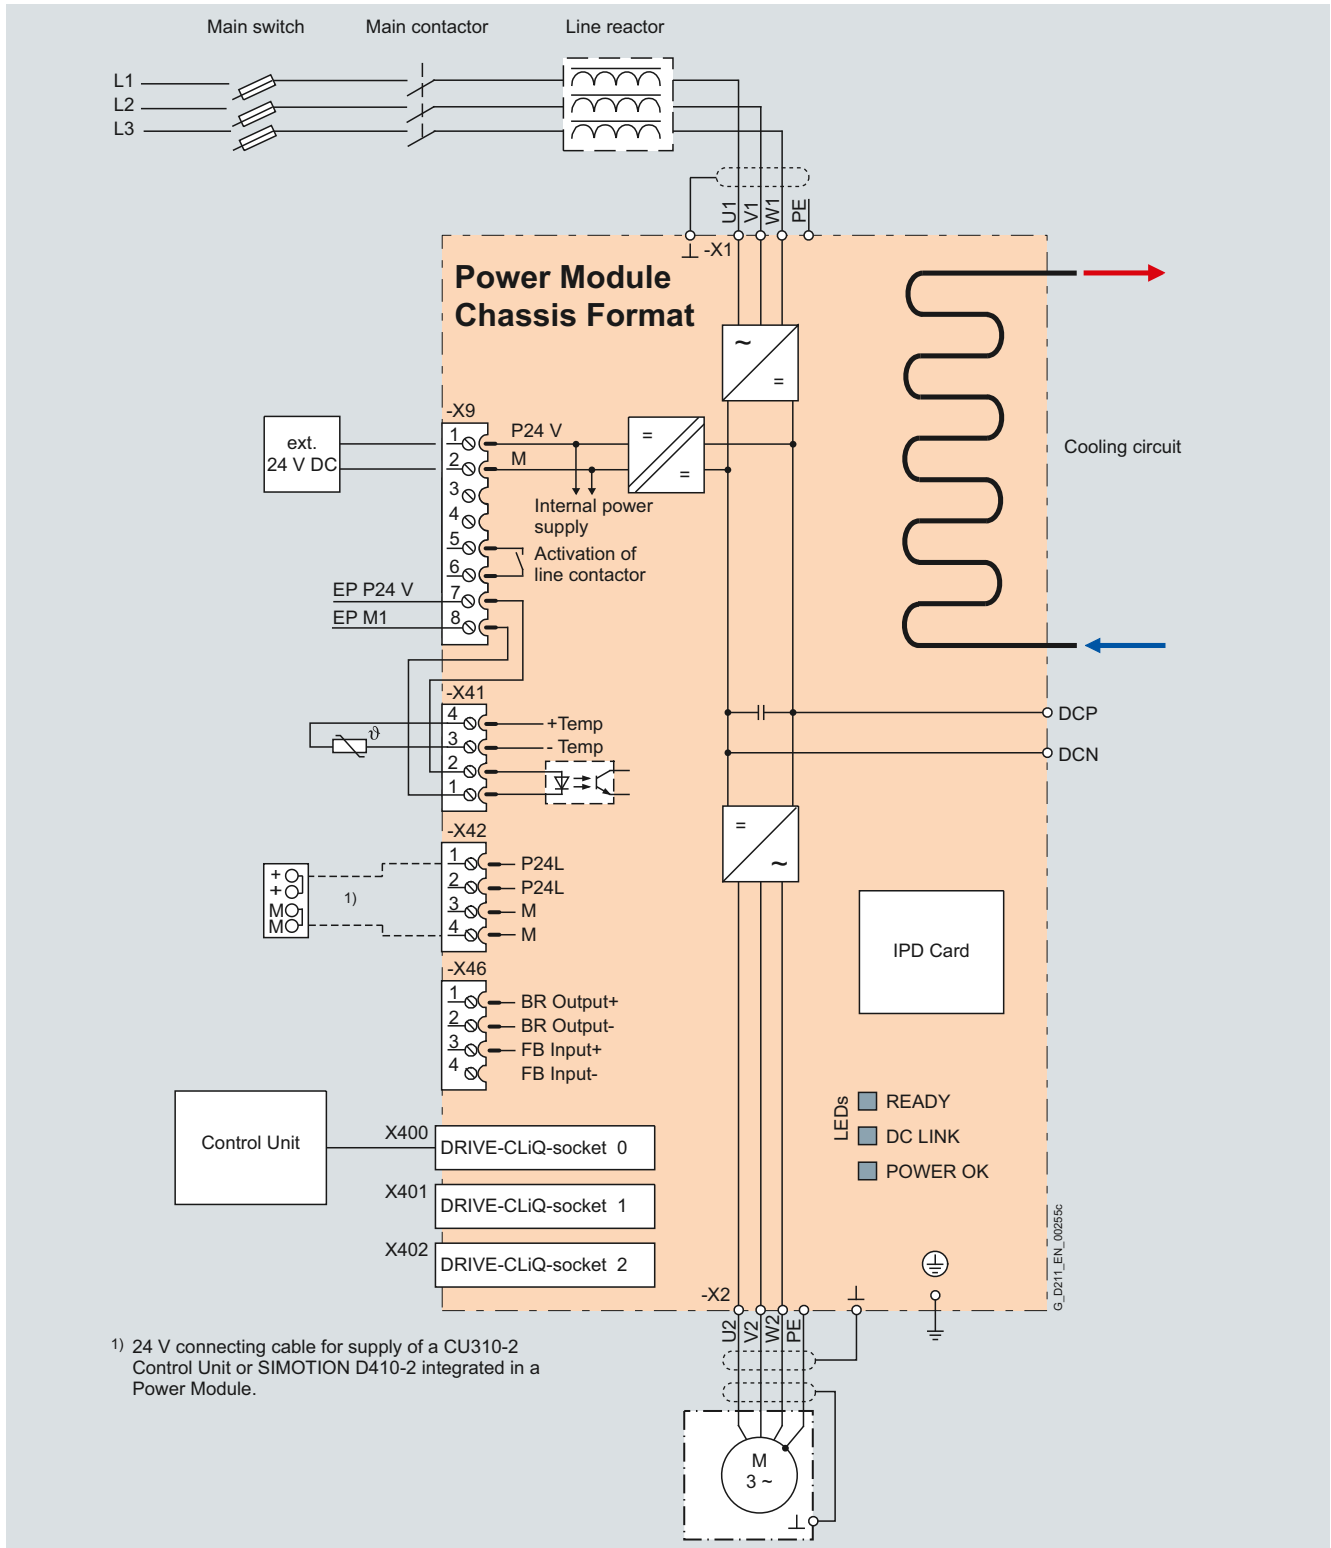 Main switch
Main contactor
Line reactor
L1
L2
L3
U1
V1
W1
PE
-X1
Power Module
Chassis Format
~
=
-X9
ext.
24 V DC
1
2
3
4
5
6
7
8
P24 V
M
=
=
Internal power
supply
Activation of
line contactor
EP P24 V
EP M1
Cooling circuit
-X41
4
3
2
1
ϑ
+Temp
- Temp
DCP
DCN
=
~
-X42
1
2
3
4
P24L
P24L
M
M
+
+
M
M
1)
IPD Card
-X46
1
2
3
4
BR Output+
BR Output-
FB Input+
FB Input-
Control Unit
X400
DRIVE-CLiQ-socket 0
X401
DRIVE-CLiQ-socket 1
X402
DRIVE-CLiQ-socket 2
LEDs
READY
DC LINK
POWER OK
G_D211_EN_00255c
-X2
U2
V2
W2
PE
1) 24 V connecting cable for supply of a CU310-2
Control Unit or SIMOTION D410-2 integrated in a
Power Module.
M
3 ~